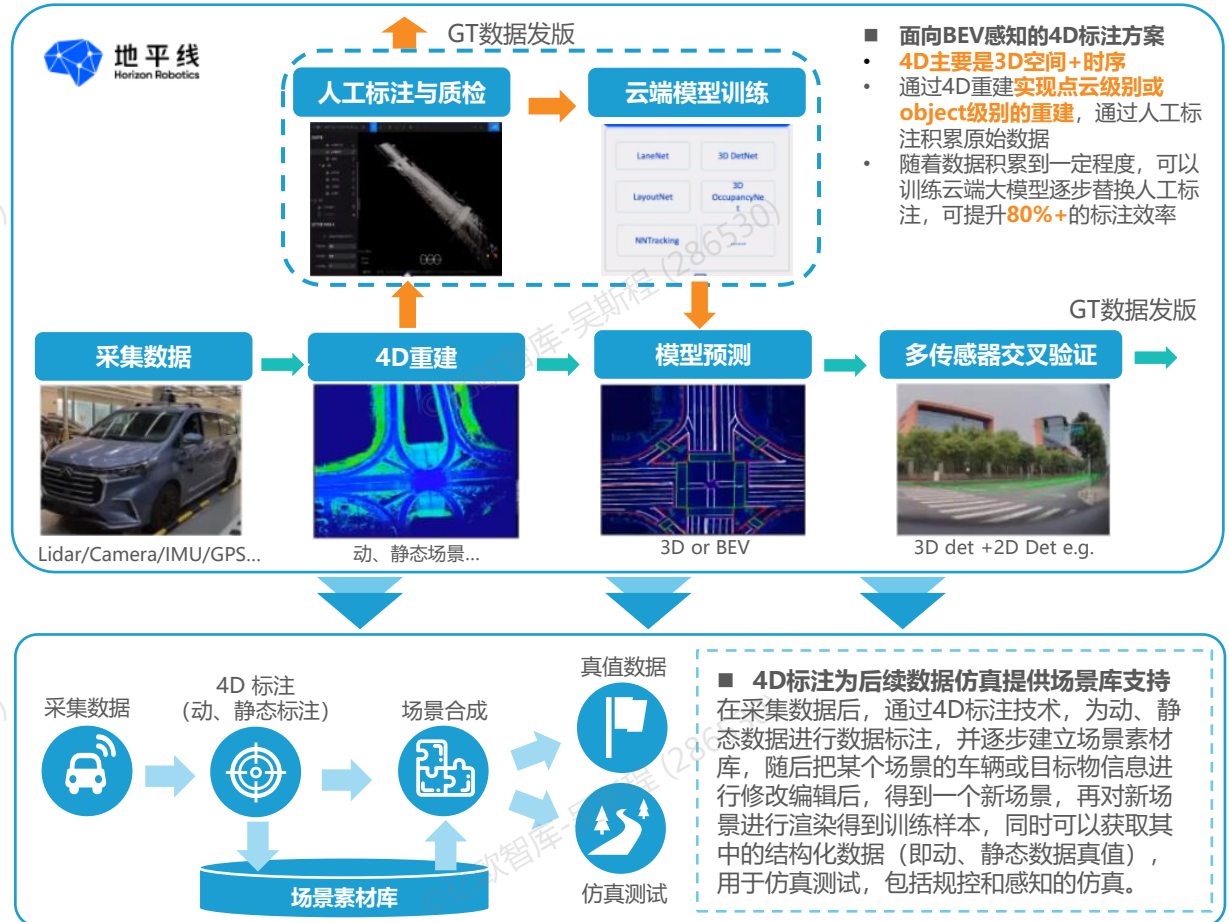 地平线
Horizon Robotics
GT数据发版
人工标注与质检
云端模型训练
LaneNet
3D DetNet
LayoutNet
3D
OccupancyNe
t
NNTracking
......
■ 面向BEV感知的4D标注方案
• 4D主要是3D空间+时序
• 通过4D重建实现点云级别或
object级别的重建，通过人工标
注积累原始数据
• 随着数据积累到一定程度，可以
训练云端大模型逐步替换人工标
注，可提升80%+的标注效率
GT数据发版
采集数据
4D重建
模型预测
多传感器交叉验证
Lidar/Camera/IMU/GPS...
动、静态场景...
3D or BEV
3D det +2D Det e.g.
采集数据
4D 标注
（动、静态标注）
场景合成
真值数据
仿真测试
场景素材库
■ 4D标注为后续数据仿真提供场景库支持
在采集数据后，通过4D标注技术，为动、静
态数据进行数据标注，并逐步建立场景素材
库，随后把某个场景的车辆或目标物信息进
行修改编辑后，得到一个新场景，再对新场
景进行渲染得到训练样本，同时可以获取其
中的结构化数据（即动、静态数据真值），
用于仿真测试，包括规控和感知的仿真。
智库-吴斯程 (286530)